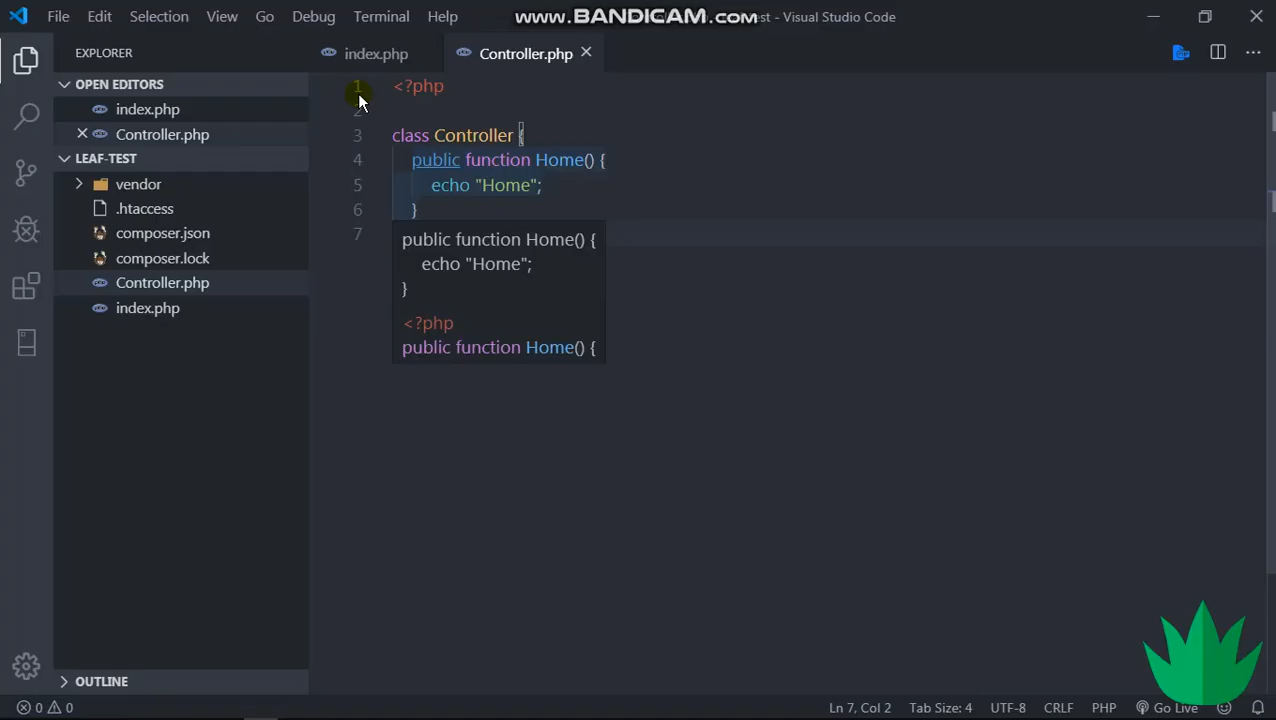 File Edit Selection View Go Debug Terminal Help www.BANDICAM.com est - Visual Studio Code
EXPLORER
index.php
Controller.php
OPEN EDITORS
index.php
Controller.php
LEAF-TEST
vendor
.htaccess
composer.json
composer.lock
Controller.php
index.php
OUTLINE
1 <?php
2
3 class Controller {
4 public function Home() {
5 echo "Home";
6 }
7
public function Home() {
echo "Home";
}
<?php
public function Home() {
0 0 Ln 7, Col 2 Tab Size: 4 UTF-8 CRLF PHP Go Live